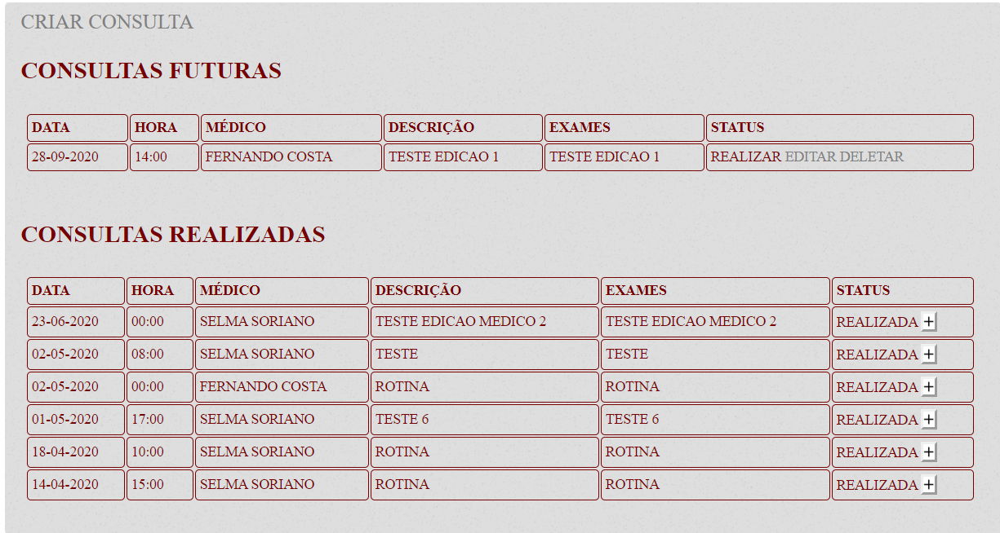 CRIAR CONSULTA
CONSULTAS FUTURAS
DATA HORA MÉDICO DESCRIÇÃO EXAMES STATUS
28-09-2020 14:00 FERNANDO COSTA TESTE EDICAO 1 TESTE EDICAO 1 REALIZAR EDITAR DELETAR
CONSULTAS REALIZADAS
DATA HORA MÉDICO DESCRIÇÃO EXAMES STATUS
23-06-2020 00:00 SELMA SORIANO TESTE EDICAO MEDICO 2 TESTE EDICAO MEDICO 2 REALIZADA +
02-05-2020 08:00 SELMA SORIANO TESTE TESTE REALIZADA +
02-05-2020 00:00 FERNANDO COSTA ROTINA ROTINA REALIZADA +
01-05-2020 17:00 SELMA SORIANO TESTE 6 TESTE 6 REALIZADA +
18-04-2020 10:00 SELMA SORIANO ROTINA ROTINA REALIZADA +
14-04-2020 15:00 SELMA SORIANO ROTINA ROTINA REALIZADA +